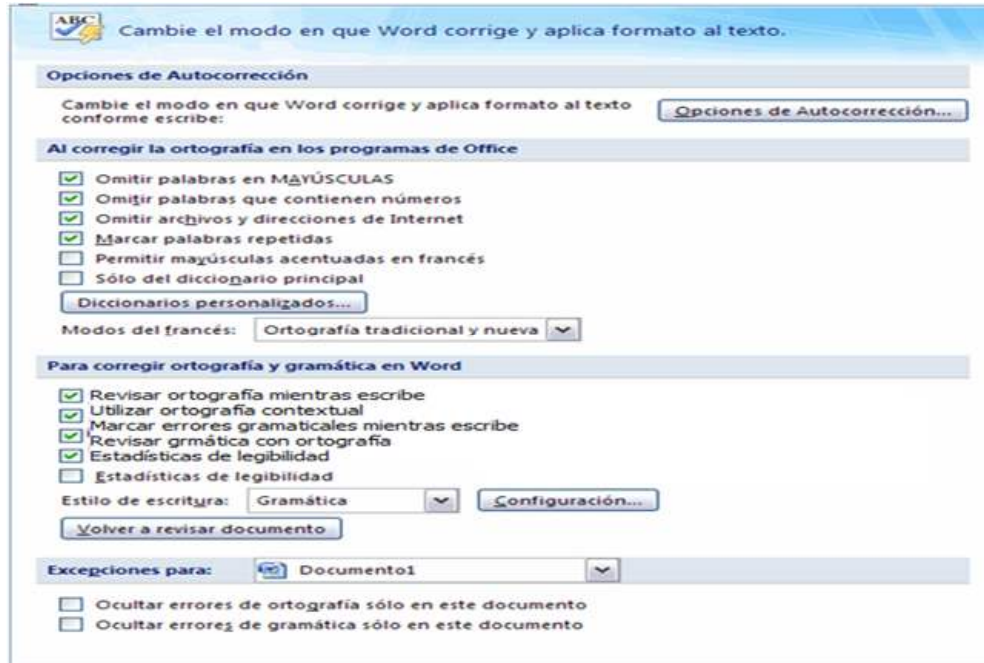 ABC
Cambie el modo en que Word corrige y aplica formato al texto.
Opciones de Autocorrección
Cambie el modo en que Word corrige y aplica formato al texto
conforme escribe:
Opciones de Autocorrección...
Al corregir la ortografía en los programas de Office
Omitir palabras en MAYÚSCULAS
Omitir palabras que contienen números
Omitir archivos y direcciones de Internet
Marcar palabras repetidas
Permitir mayúsculas acentuadas en francés
Sólo del diccionario principal
Diccionarios personalizados...
Modos del francés: Ortografía tradicional y nueva
Para corregir ortografía y gramática en Word
Revisar ortografía mientras escribe
Utilizar ortografía contextual
Marcar errores gramaticales mientras escribe
Revisar grmática con ortografía
Estadísticas de legibilidad
Estadísticas de legibilidad
Estilo de escritura: Gramática Configuración...
Volver a revisar documento
Excepciones para: Documento1
Ocultar errores de ortografía sólo en este documento
Ocultar errores de gramática sólo en este documento